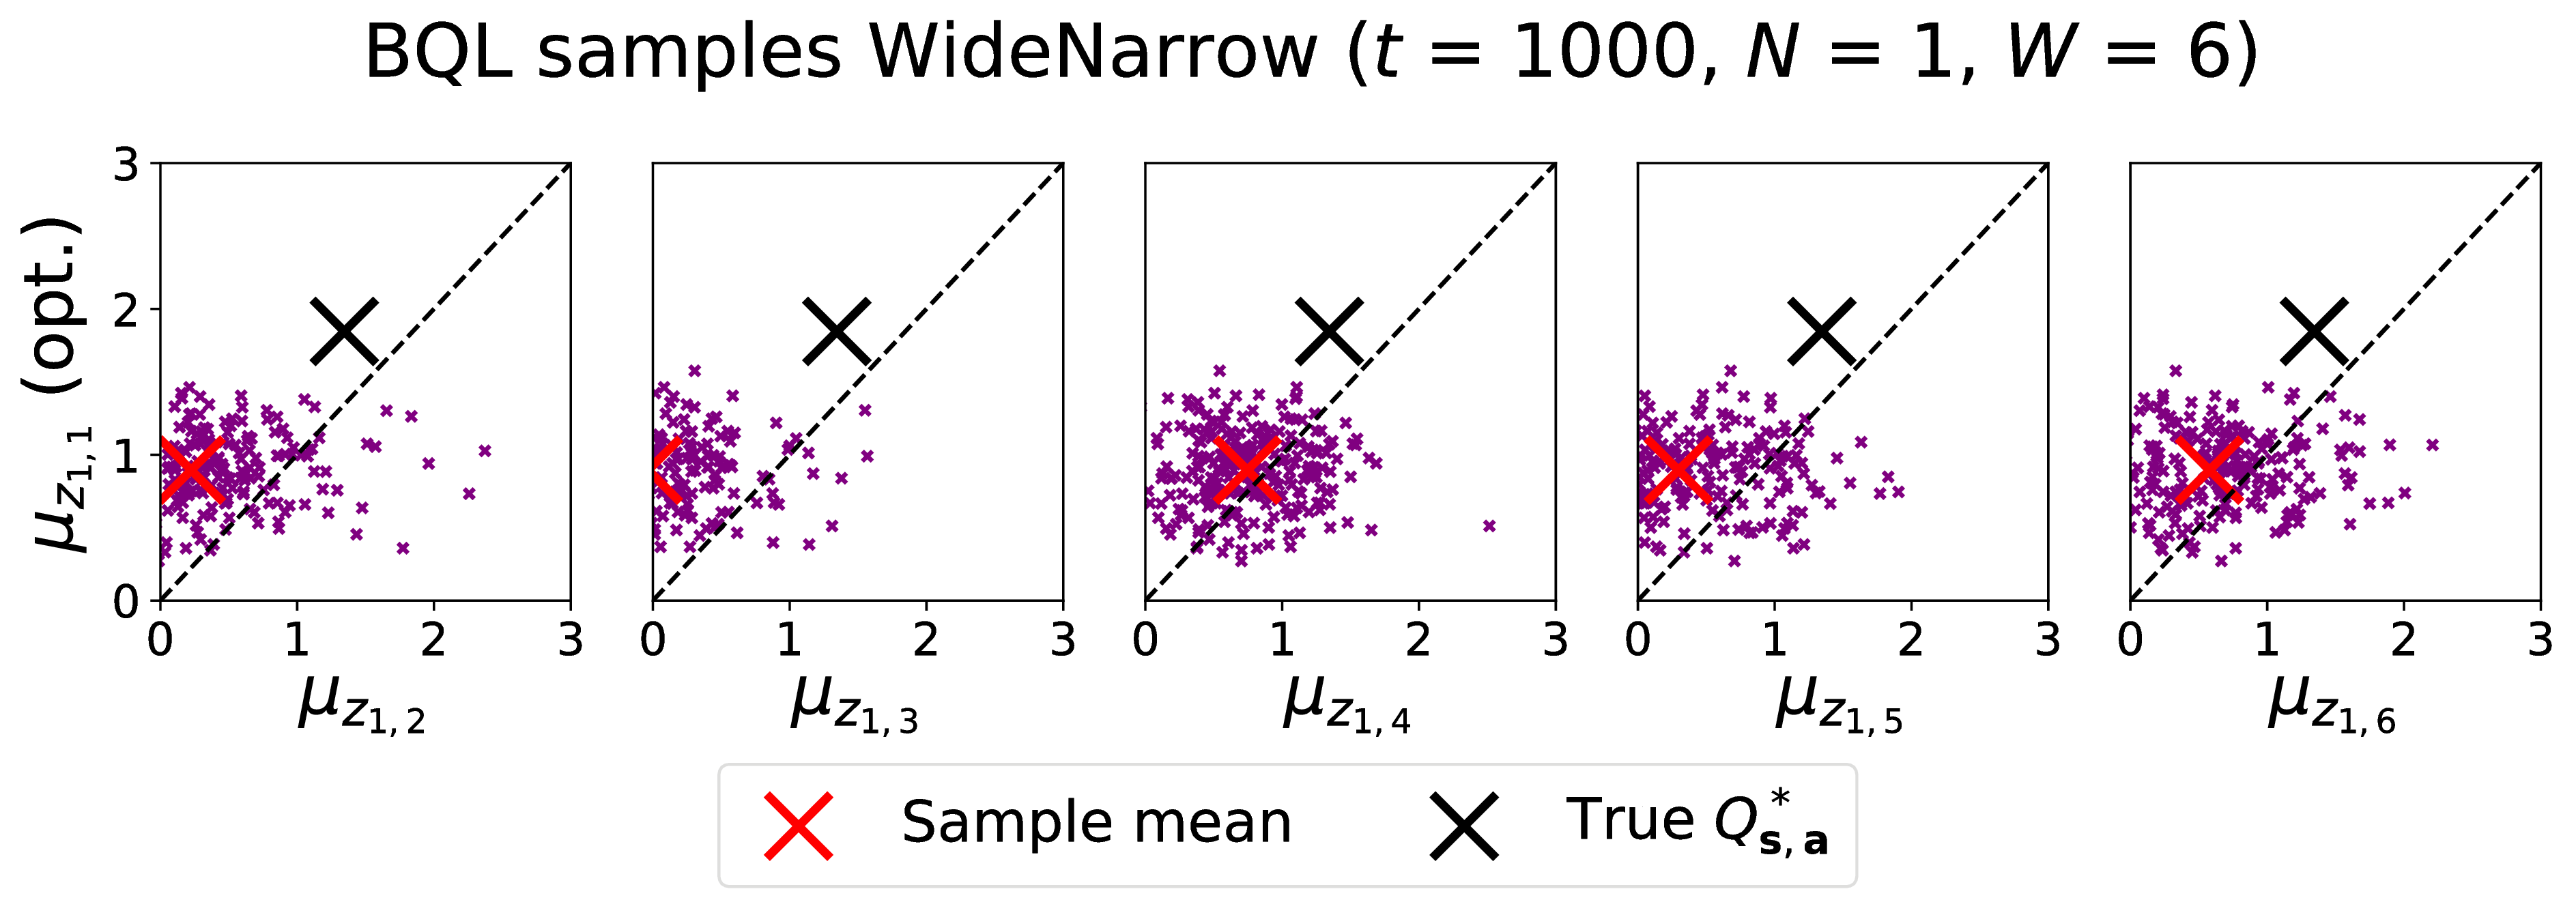 BQL samples WideNarrow (t = 1000, N = 1, W = 6)
μz1,1 (opt.)
3
2
1
0
0 1 2 3
0 1 2 3
0 1 2 3
0 1 2 3
0 1 2 3
μz1,2
μz1,3
μz1,4
μz1,5
μz1,6
Sample mean
True Q*s,a